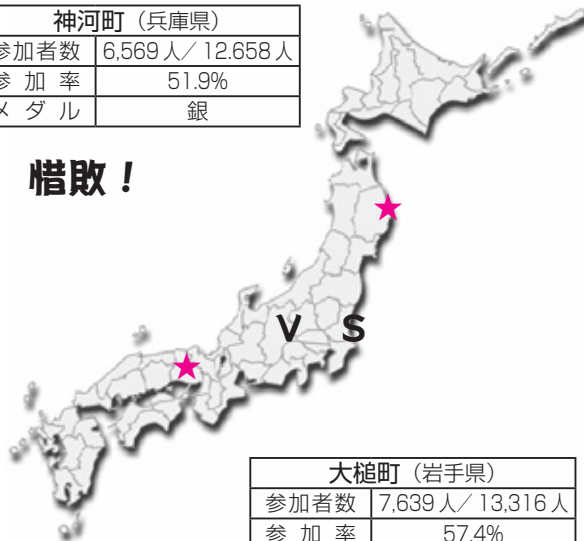 神河町（兵庫県）
参加者数 6,569人／12.658人
参加率 51.9%
メダル 銀
惜敗！
V S
大槌町（岩手県）
参加者数 7,639人／13,316人
参加率 57.4%